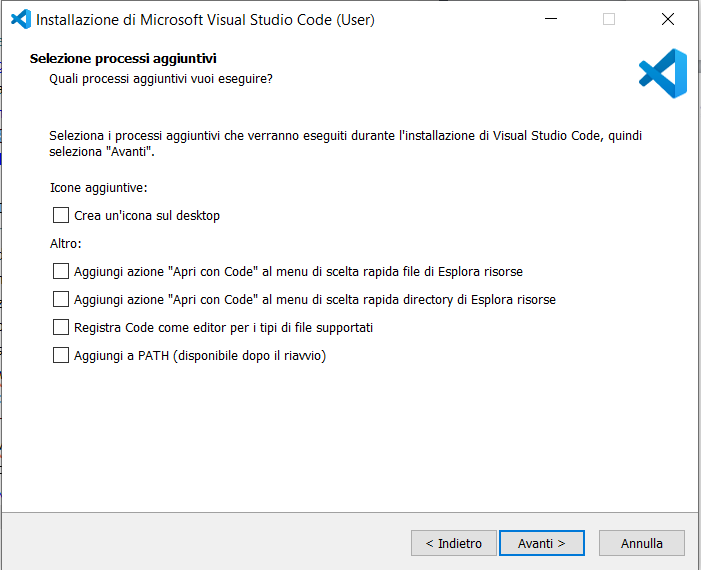 Installazione di Microsoft Visual Studio Code (User)
Selezione processi aggiuntivi
Quali processi aggiuntivi vuoi eseguire?
Seleziona i processi aggiuntivi che verranno eseguiti durante l'installazione di Visual Studio Code, quindi
seleziona "Avanti".
Icone aggiuntive:
Crea un'icona sul desktop
Altro:
Aggiungi azione "Apri con Code" al menu di scelta rapida file di Esplora risorse
Aggiungi azione "Apri con Code" al menu di scelta rapida directory di Esplora risorse
Registra Code come editor per i tipi di file supportati
Aggiungi a PATH (disponibile dopo il riavvio)
< Indietro
Avanti >
Annulla